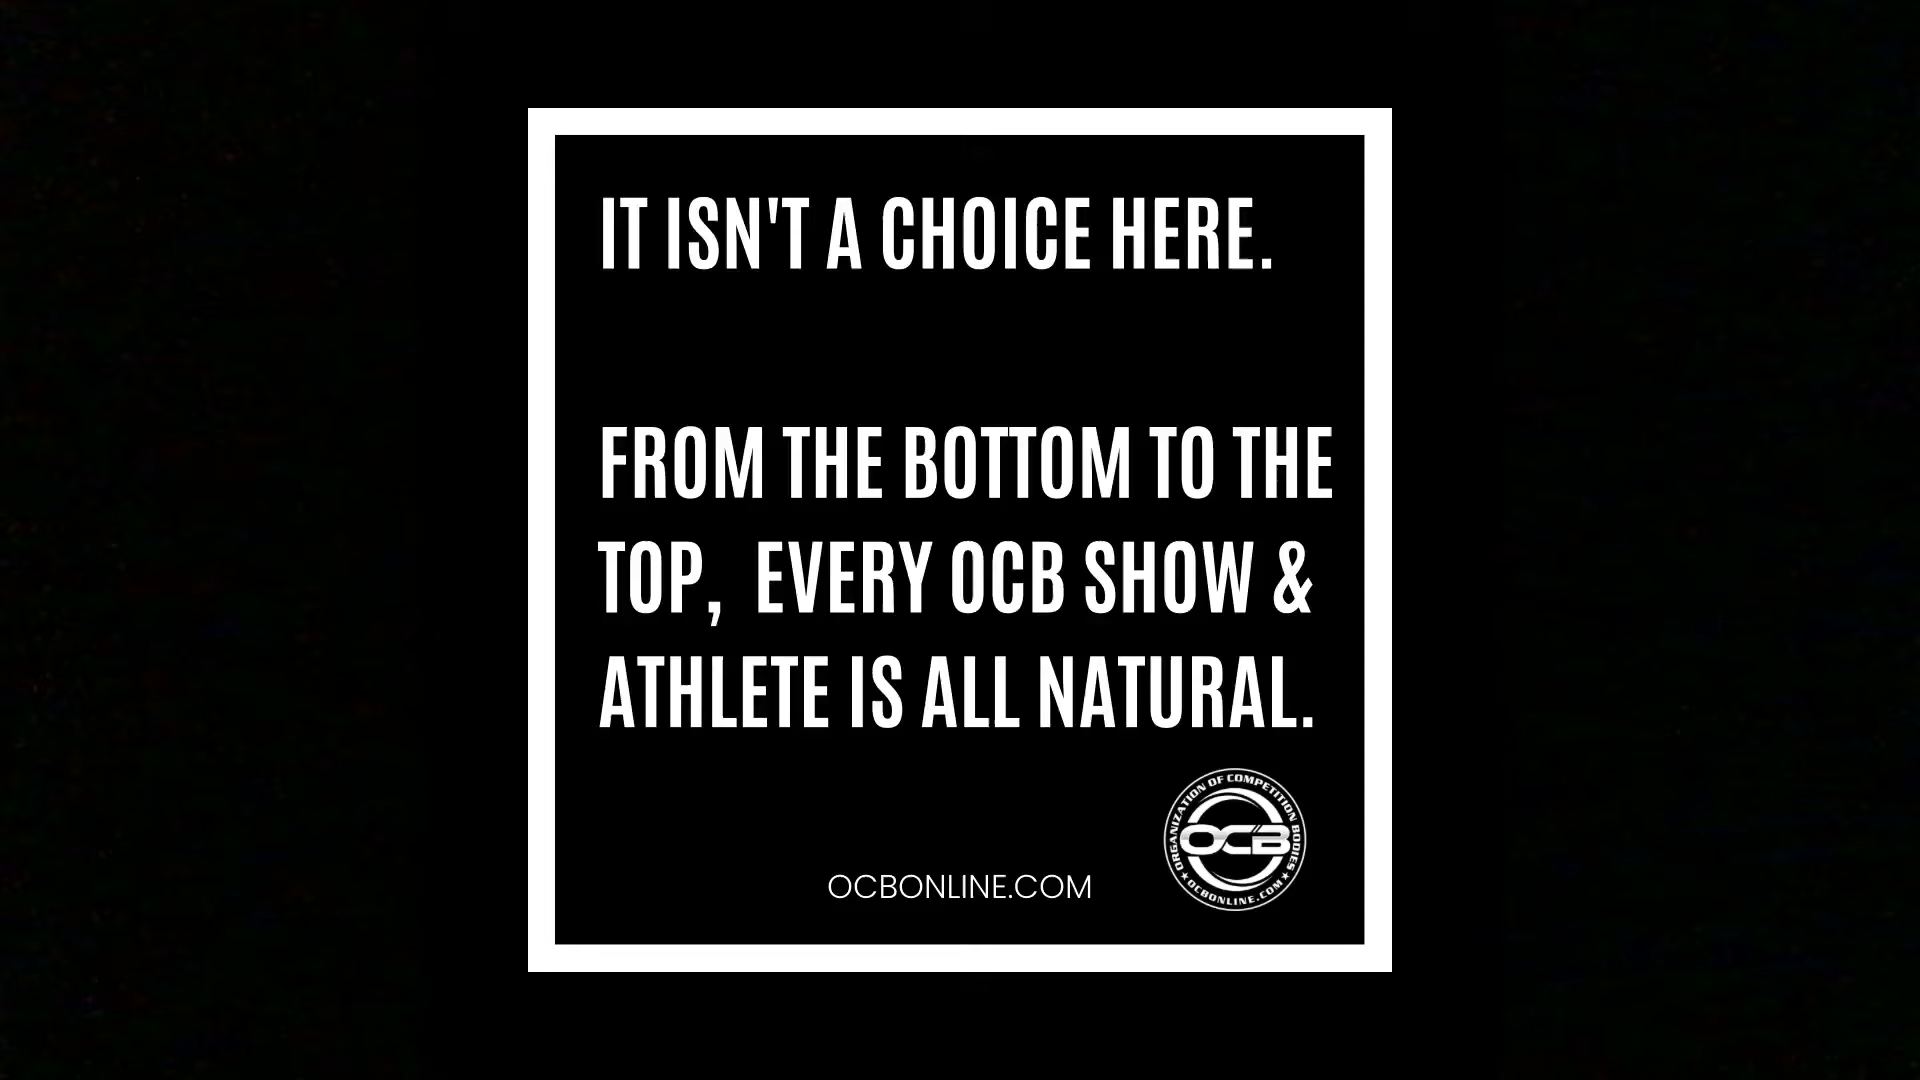 IT ISN'T A CHOICE HERE.
FROM THE BOTTOM TO THE
TOP,  EVERY OCB SHOW &
ATHLETE IS ALL NATURAL.
ORGANIZATION OF COMPETITION BODIES
OCB
★ OCBONLINE.COM ★
OCBONLINE.COM